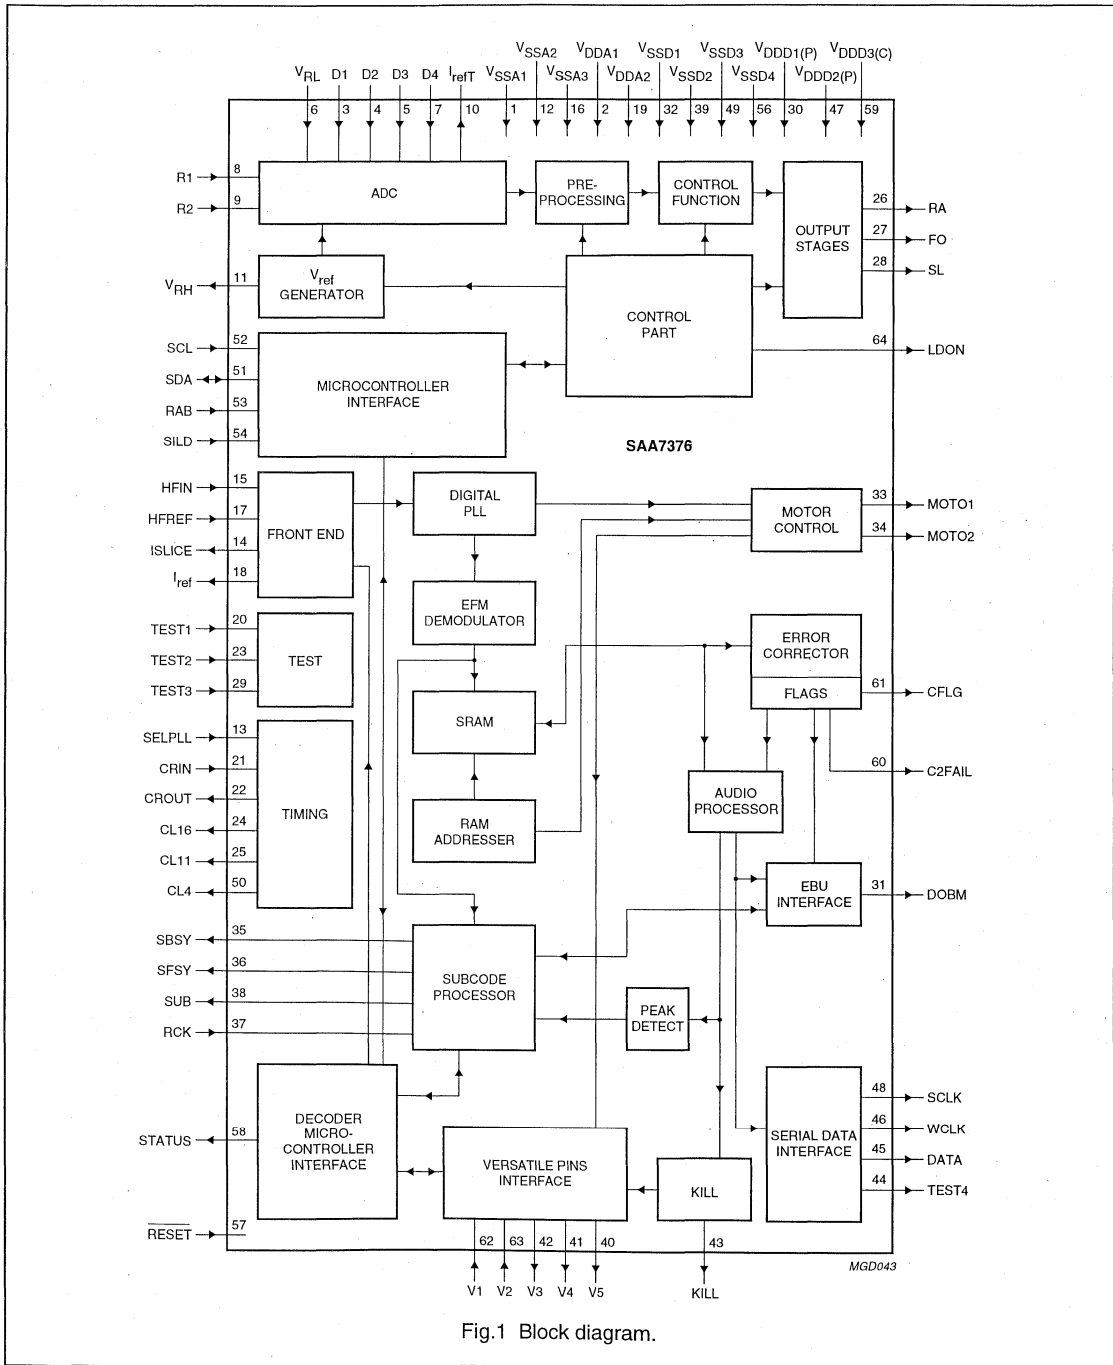 VSSA2 VDDA1 VSSD1 VSSD3 VDDD1(P) VDDD3(C)
VRL D1 D2 D3 D4 IrefT VSSA1 VSSA3 VDDA2 VSSD2 VSSD4 VDDD2(P)
6 3 4 5 7 10 1 12 16 2 19 32 39 49 56 30 47 59
R1 8
R2 9
ADC
PRE-
PROCESSING
CONTROL
FUNCTION
OUTPUT
STAGES
26 RA
27 FO
28 SL
VRH 11
Vref
GENERATOR
CONTROL
PART
64 LDON
SCL 52
SDA 51
RAB 53
SILD 54
MICROCONTROLLER
INTERFACE
SAA7376
HFIN 15
HFREF 17
ISLICE 14
Iref 18
FRONT END
DIGITAL
PLL
MOTOR
CONTROL
33 MOTO1
34 MOTO2
EFM
DEMODULATOR
TEST1 20
TEST2 23
TEST3 29
TEST
ERROR
CORRECTOR
FLAGS
61 CFLG
60 C2FAIL
SRAM
SELPLL 13
CRIN 21
CROUT 22
CL16 24
CL11 25
CL4 50
TIMING
RAM
ADDRESSER
AUDIO
PROCESSOR
EBU
INTERFACE
31 DOBM
SBSY 35
SFSY 36
SUB 38
RCK 37
SUBCODE
PROCESSOR
PEAK
DETECT
STATUS 58
DECODER
MICRO-
CONTROLLER
INTERFACE
VERSATILE PINS
INTERFACE
KILL
SERIAL DATA
INTERFACE
48 SCLK
46 WCLK
45 DATA
44 TEST4
RESET 57
62 63 42 41 40 43
V1 V2 V3 V4 V5 KILL
MGD043
Fig.1 Block diagram.